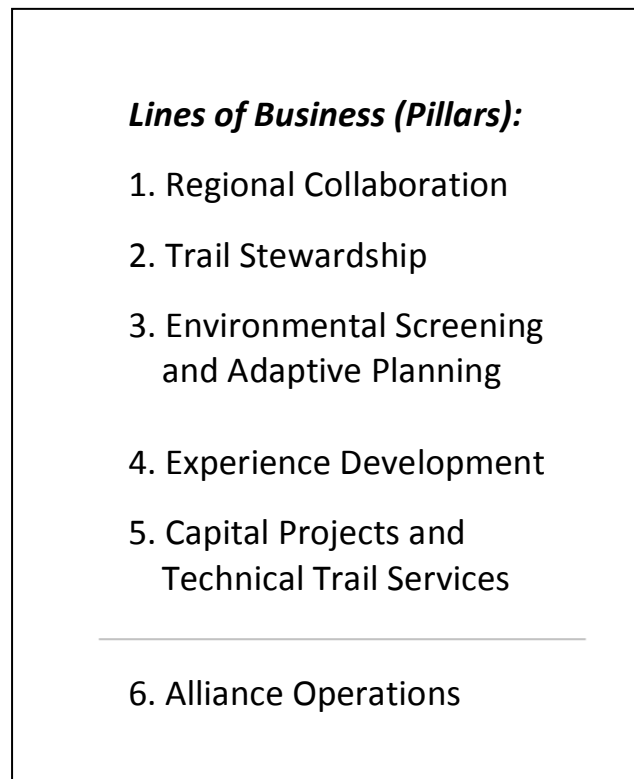 Lines of Business (Pillars):
1. Regional Collaboration
2. Trail Stewardship
3. Environmental Screening
and Adaptive Planning
4. Experience Development
5. Capital Projects and
Technical Trail Services
6. Alliance Operations